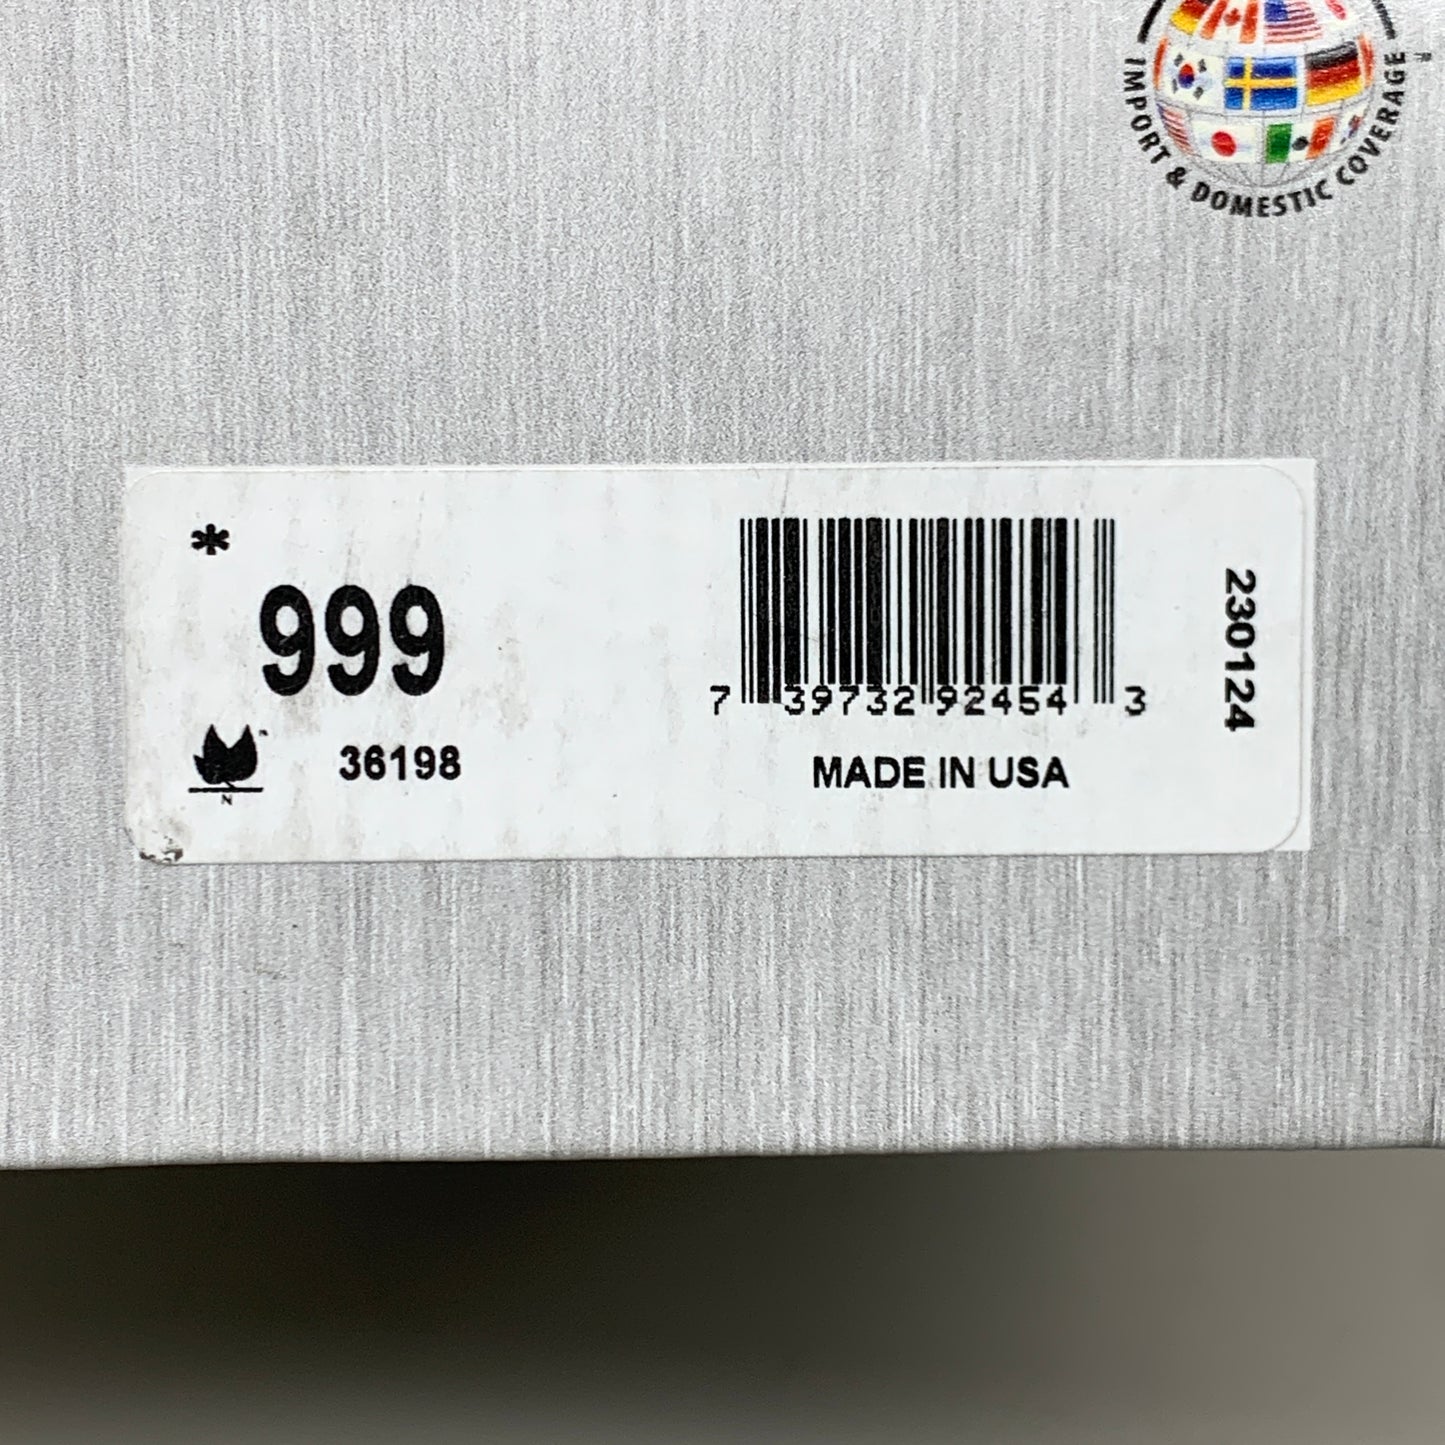 IMPORT & DOMESTIC COVERAGE
*
999
36198
N
7 39732 92454 3
MADE IN USA
230124